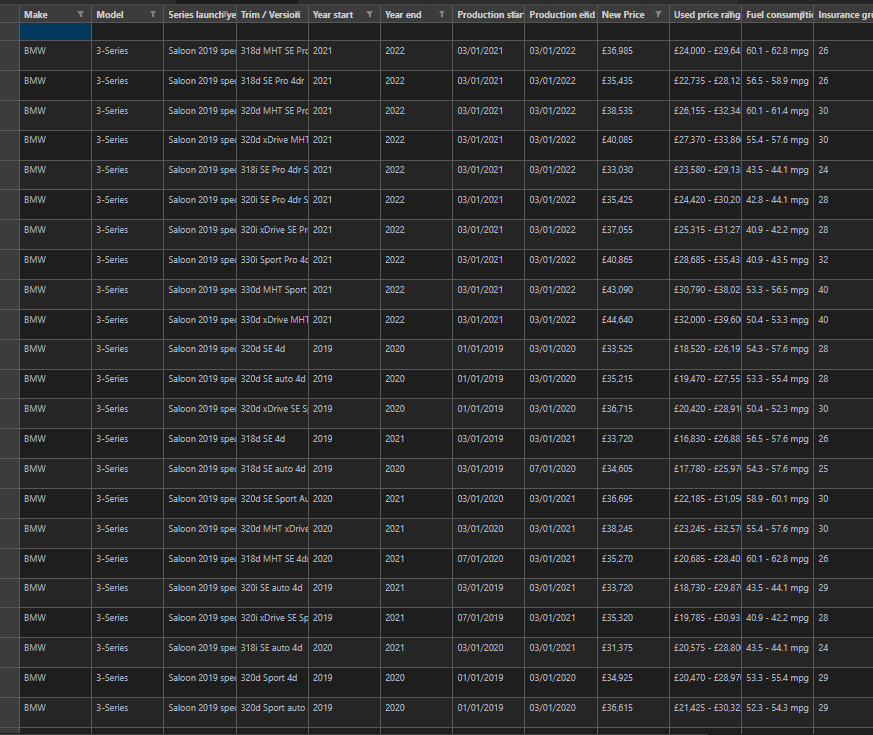 Make Model Series launch ye Trim / Version Year start Year end Production star Production end New Price Used price rang Fuel consumptio Insurance gro
BMW 3-Series Saloon 2019 spec 318d MHT SE Pro 2021 2022 03/01/2021 03/01/2022 £36,985 £24,000 - £29,64 60.1 - 62.8 mpg 26
BMW 3-Series Saloon 2019 spec 318d SE Pro 4dr 2021 2022 03/01/2021 03/01/2022 £35,435 £22,735 - £28,12 56.5 - 58.9 mpg 26
BMW 3-Series Saloon 2019 spec 320d MHT SE Pro 2021 2022 03/01/2021 03/01/2022 £38,535 £26,155 - £32,34 60.1 - 61.4 mpg 30
BMW 3-Series Saloon 2019 spec 320d xDrive MHT 2021 2022 03/01/2021 03/01/2022 £40,085 £27,370 - £33,86 55.4 - 57.6 mpg 30
BMW 3-Series Saloon 2019 spec 318i SE Pro 4dr S 2021 2022 03/01/2021 03/01/2022 £33,030 £23,580 - £29,13 43.5 - 44.1 mpg 24
BMW 3-Series Saloon 2019 spec 320i SE Pro 4dr S 2021 2022 03/01/2021 03/01/2022 £35,425 £24,420 - £30,20 42.8 - 44.1 mpg 28
BMW 3-Series Saloon 2019 spec 320i xDrive SE Pr 2021 2022 03/01/2021 03/01/2022 £37,055 £25,315 - £31,27 40.9 - 42.2 mpg 28
BMW 3-Series Saloon 2019 spec 330i Sport Pro 4d 2021 2022 03/01/2021 03/01/2022 £40,865 £28,685 - £35,43 40.9 - 43.5 mpg 32
BMW 3-Series Saloon 2019 spec 330d MHT Sport 2021 2022 03/01/2021 03/01/2022 £43,090 £30,790 - £38,02 53.3 - 56.5 mpg 40
BMW 3-Series Saloon 2019 spec 330d xDrive MHT 2021 2022 03/01/2021 03/01/2022 £44,640 £32,000 - £39,60 50.4 - 53.3 mpg 40
BMW 3-Series Saloon 2019 spec 320d SE 4d 2019 2020 01/01/2019 03/01/2020 £33,525 £18,520 - £26,19 54.3 - 57.6 mpg 28
BMW 3-Series Saloon 2019 spec 320d SE auto 4d 2019 2020 01/01/2019 03/01/2020 £35,215 £19,470 - £27,55 53.3 - 55.4 mpg 28
BMW 3-Series Saloon 2019 spec 320d xDrive SE S 2019 2020 01/01/2019 03/01/2020 £36,715 £20,420 - £28,91 50.4 - 52.3 mpg 30
BMW 3-Series Saloon 2019 spec 318d SE 4d 2019 2021 03/01/2019 03/01/2021 £33,720 £16,830 - £26,88 56.5 - 57.6 mpg 26
BMW 3-Series Saloon 2019 spec 318d SE auto 4d 2019 2020 03/01/2019 07/01/2020 £34,605 £17,780 - £25,97 54.3 - 57.6 mpg 25
BMW 3-Series Saloon 2019 spec 320d SE Sport Au 2020 2021 03/01/2020 03/01/2021 £36,695 £22,185 - £31,05 58.9 - 60.1 mpg 30
BMW 3-Series Saloon 2019 spec 320d MHT xDrive 2020 2021 03/01/2020 03/01/2021 £38,245 £23,245 - £32,57 55.4 - 57.6 mpg 30
BMW 3-Series Saloon 2019 spec 318d MHT SE 4d 2020 2021 07/01/2020 03/01/2021 £35,270 £20,685 - £28,40 60.1 - 62.8 mpg 26
BMW 3-Series Saloon 2019 spec 320i SE auto 4d 2019 2021 03/01/2019 03/01/2021 £33,720 £18,730 - £29,87 43.5 - 44.1 mpg 29
BMW 3-Series Saloon 2019 spec 320i xDrive SE Sp 2019 2021 07/01/2019 03/01/2021 £35,320 £19,785 - £30,93 40.9 - 42.2 mpg 28
BMW 3-Series Saloon 2019 spec 318i SE auto 4d 2020 2021 03/01/2020 03/01/2021 £31,375 £20,575 - £28,80 43.5 - 44.1 mpg 24
BMW 3-Series Saloon 2019 spec 320d Sport 4d 2019 2020 01/01/2019 03/01/2020 £34,925 £20,470 - £28,97 53.3 - 55.4 mpg 29
BMW 3-Series Saloon 2019 spec 320d Sport auto 2019 2020 01/01/2019 03/01/2020 £36,615 £21,425 - £30,32 52.3 - 54.3 mpg 29